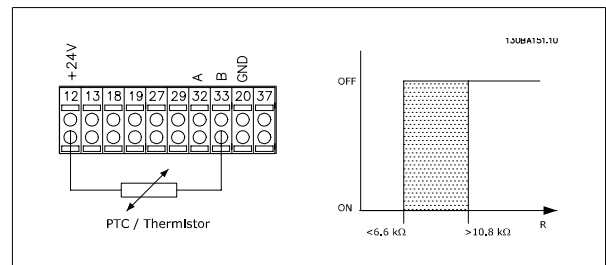 130BA151.10
+24V
A
B
GND
12 13 18 19 27 29 32 33 20 37
PTC / Thermistor
OFF
ON
<6.6 kΩ
>10.8 kΩ
R